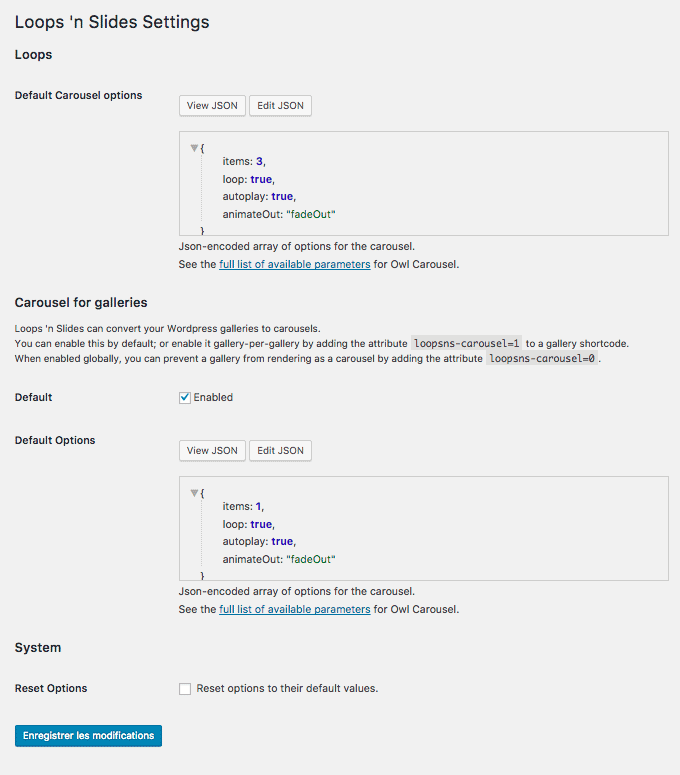 Loops 'n Slides Settings
Loops
Default Carousel options
View JSON Edit JSON
{
items: 3,
loop: true,
autoplay: true,
animateOut: "fadeOut"
}
Json-encoded array of options for the carousel.
See the full list of available parameters for Owl Carousel.
Carousel for galleries
Loops 'n Slides can convert your Wordpress galleries to carousels.
You can enable this by default; or enable it gallery-per-gallery by adding the attribute loopsns-carousel=1 to a gallery shortcode.
When enabled globally, you can prevent a gallery from rendering as a carousel by adding the attribute loopsns-carousel=0 .
Default
Enabled
Default Options
View JSON Edit JSON
{
items: 1,
loop: true,
autoplay: true,
animateOut: "fadeOut"
}
Json-encoded array of options for the carousel.
See the full list of available parameters for Owl Carousel.
System
Reset Options
Reset options to their default values.
Enregistrer les modifications